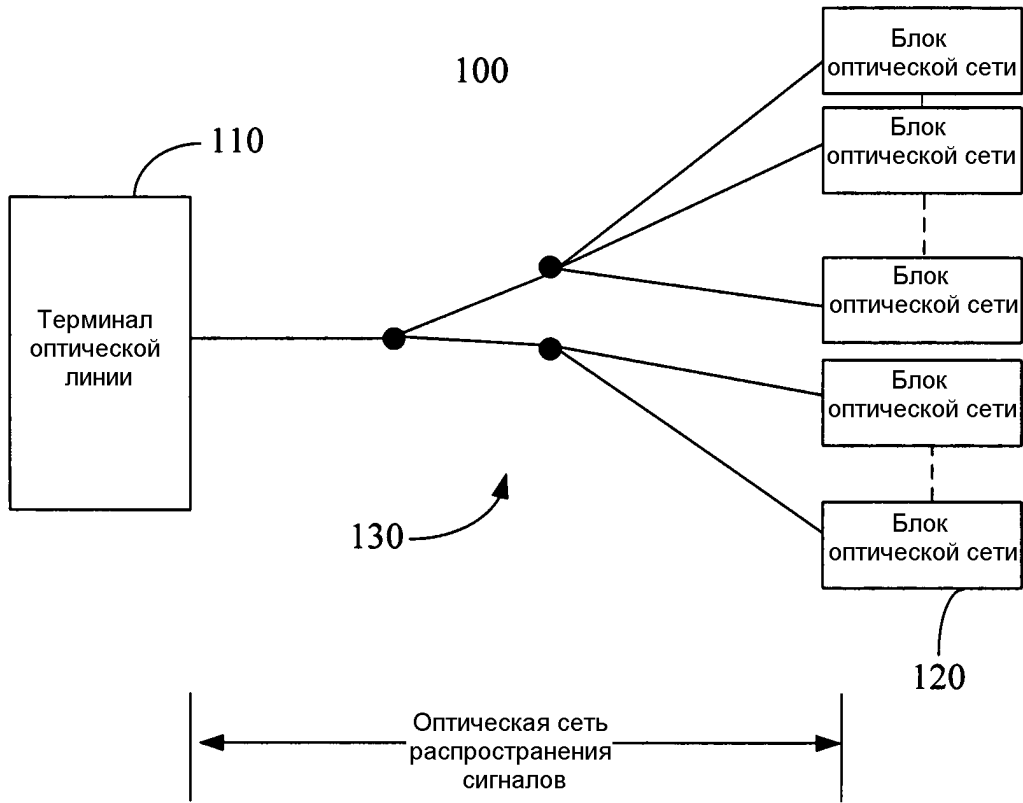 100
110
Терминал
оптической
линии
Блок
оптической сети
Блок
оптической сети
Блок
оптической сети
Блок
оптической сети
Блок
оптической сети
130
120
Оптическая сеть
распространения
сигналов